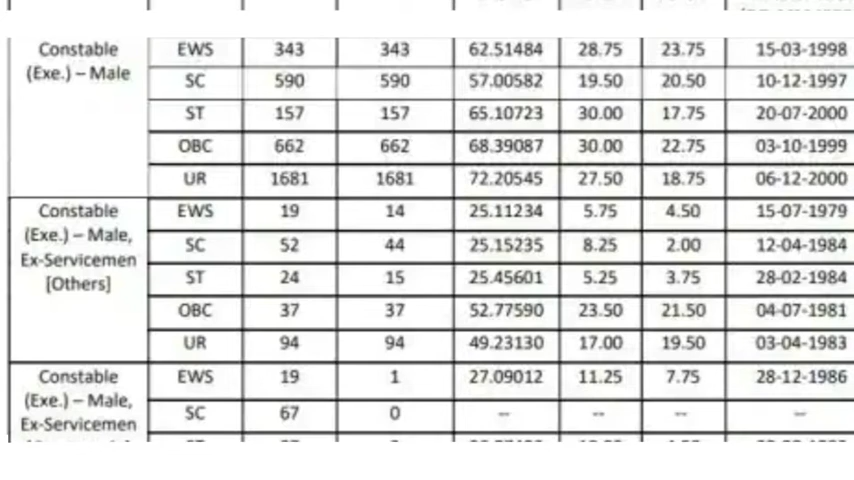 Constable (Exe.) – Male EWS 343 343 62.51484 28.75 23.75 15-03-1998
SC 590 590 57.00582 19.50 20.50 10-12-1997
ST 157 157 65.10723 30.00 17.75 20-07-2000
OBC 662 662 68.39087 30.00 22.75 03-10-1999
UR 1681 1681 72.20545 27.50 18.75 06-12-2000
Constable (Exe.) – Male, Ex-Servicemen [Others] EWS 19 14 25.11234 5.75 4.50 15-07-1979
SC 52 44 25.15235 8.25 2.00 12-04-1984
ST 24 15 25.45601 5.25 3.75 28-02-1984
OBC 37 37 52.77590 23.50 21.50 04-07-1981
UR 94 94 49.23130 17.00 19.50 03-04-1983
Constable (Exe.) – Male, Ex-Servicemen EWS 19 1 27.09012 11.25 7.75 28-12-1986
SC 67 0 -- -- -- --